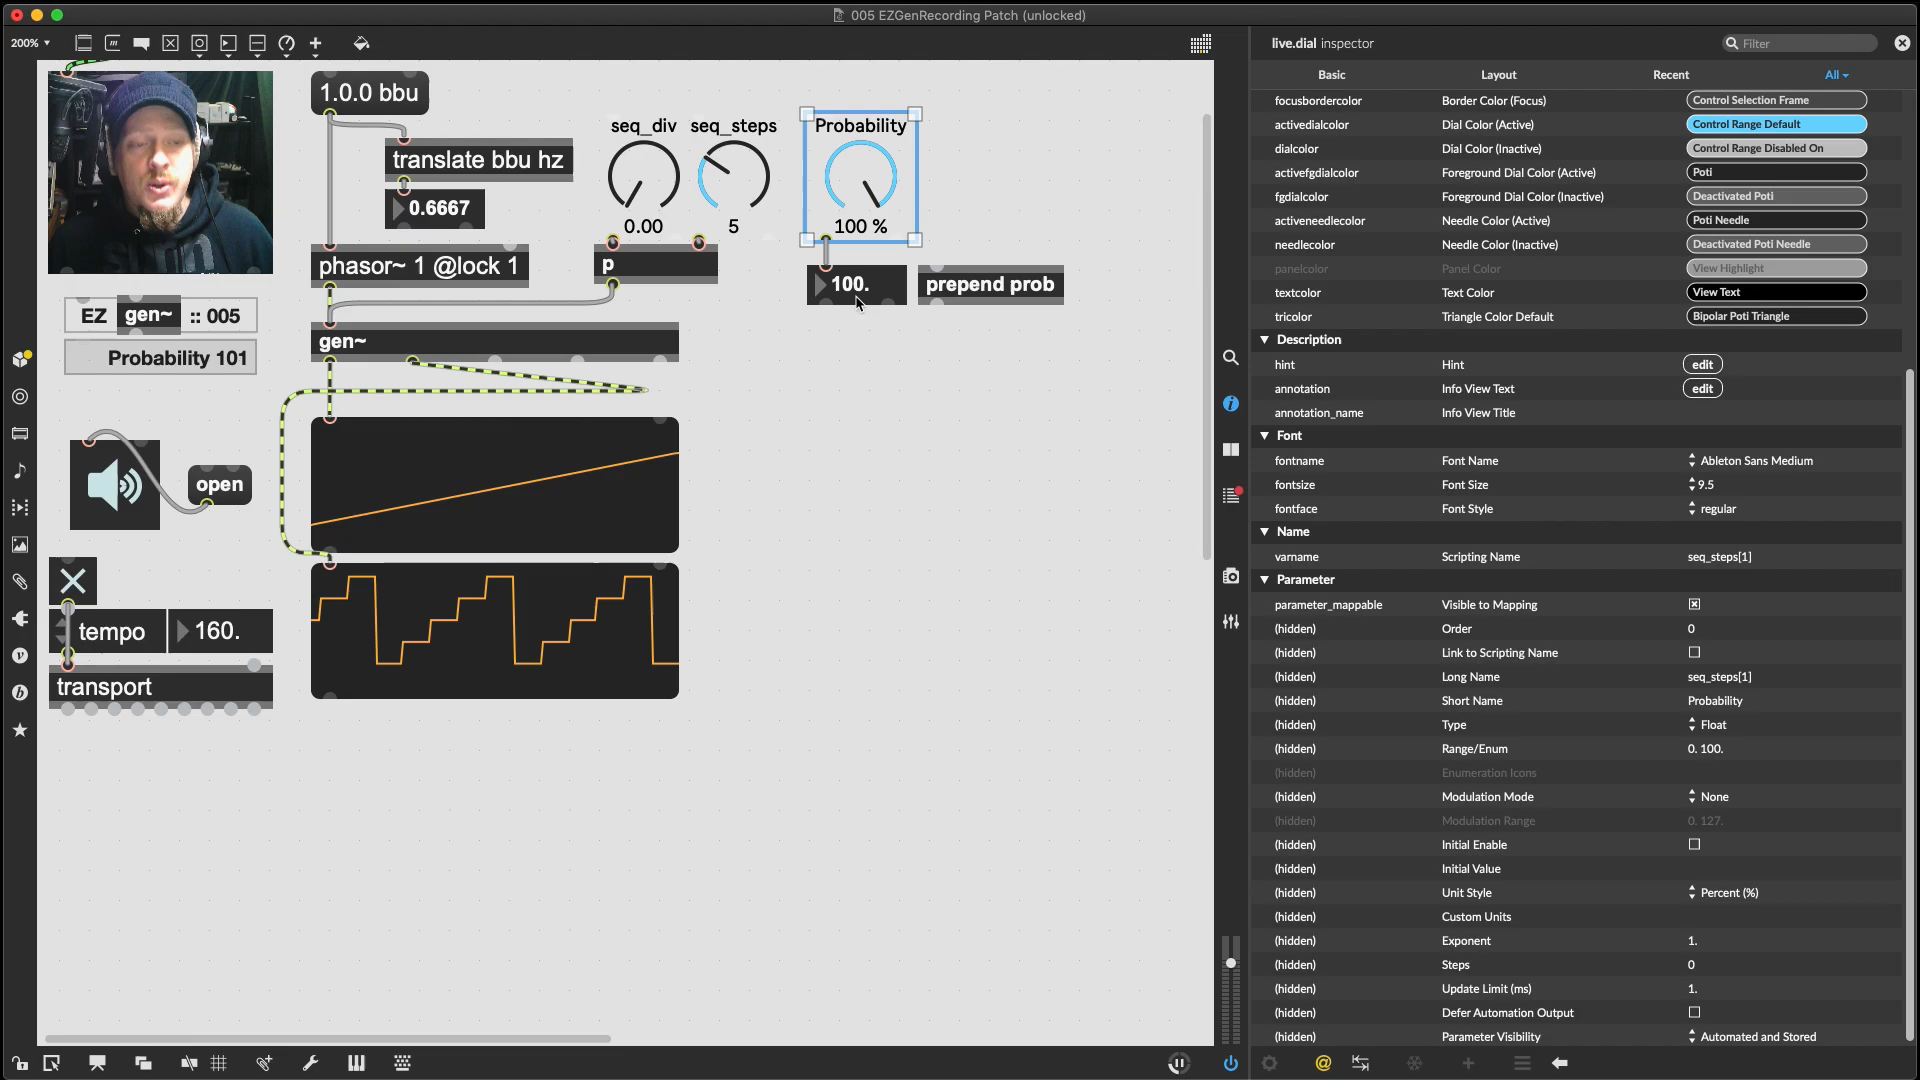 005 EZGenRecording Patch (unlocked)
200%
live.dial inspector
Filter
Basic
Layout
Recent
All
1.0.0 bbu
translate bbu hz
0.6667
phasor~ 1 @lock 1
EZ gen~ :: 005
Probability 101
gen~
seq_div
0.00
seq_steps
5
Probability
100 %
p
100.
prepend prob
open
tempo
160.
transport
focusbordercolor Border Color (Focus) Control Selection Frame
activedialcolor Dial Color (Active) Control Range Default
dialcolor Dial Color (Inactive) Control Range Disabled On
activefgdialcolor Foreground Dial Color (Active) Poti
fgdialcolor Foreground Dial Color (Inactive) Deactivated Poti
activeneedlecolor Needle Color (Active) Poti Needle
needlecolor Needle Color (Inactive) Deactivated Poti Needle
panelcolor Panel Color View Highlight
textcolor Text Color View Text
tricolor Triangle Color Default Bipolar Poti Triangle
Description
hint Hint edit
annotation Info View Text edit
annotation_name Info View Title
Font
fontname Font Name Ableton Sans Medium
fontsize Font Size 9.5
fontface Font Style regular
Name
varname Scripting Name seq_steps[1]
Parameter
parameter_mappable Visible to Mapping
(hidden) Order 0
(hidden) Link to Scripting Name
(hidden) Long Name seq_steps[1]
(hidden) Short Name Probability
(hidden) Type Float
(hidden) Range/Enum 0. 100.
(hidden) Enumeration Icons
(hidden) Modulation Mode None
(hidden) Modulation Range 0. 127.
(hidden) Initial Enable
(hidden) Initial Value
(hidden) Unit Style Percent (%)
(hidden) Custom Units
(hidden) Exponent 1.
(hidden) Steps 0
(hidden) Update Limit (ms) 1.
(hidden) Defer Automation Output
(hidden) Parameter Visibility Automated and Stored